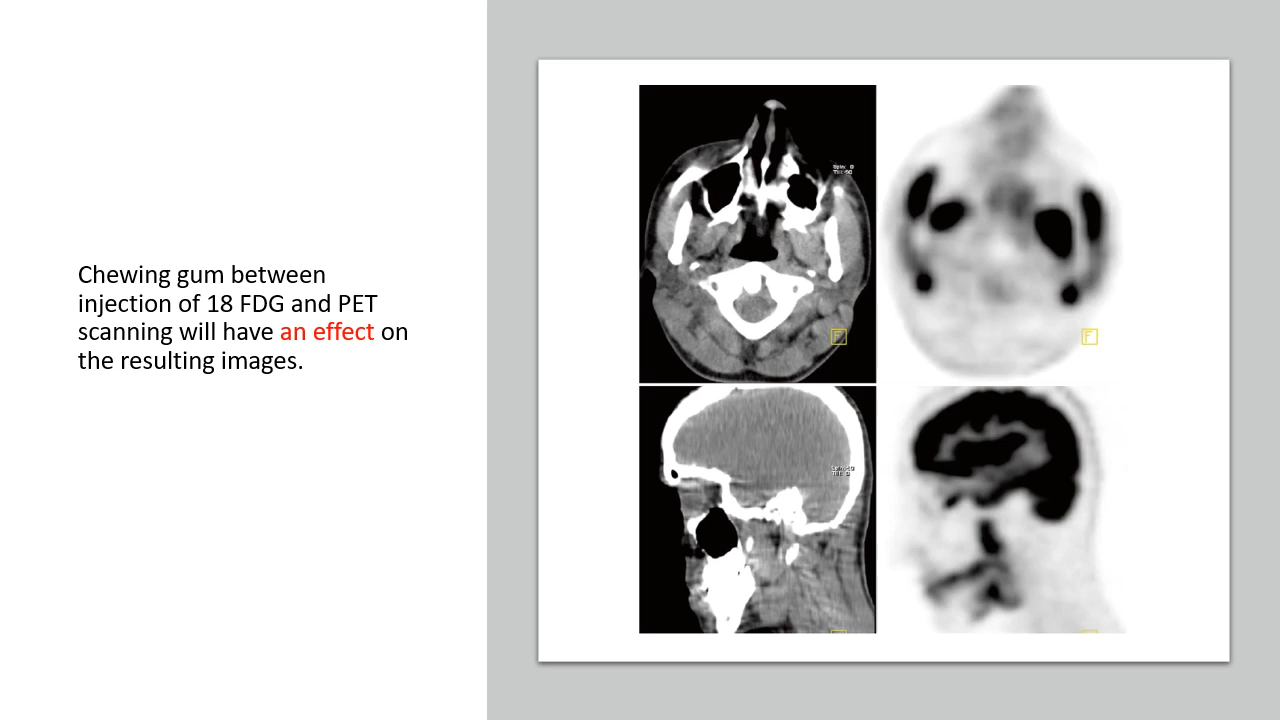 Chewing gum between
injection of 18 FDG and PET
scanning will have an effect on
the resulting images.
F
F